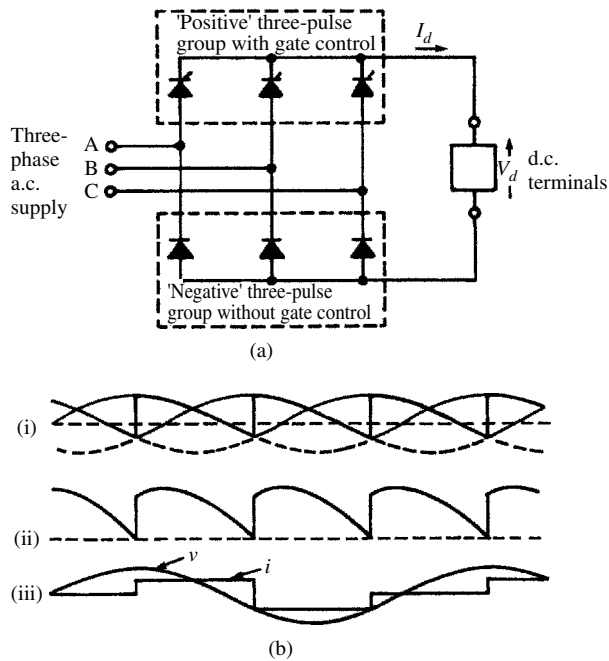 'Positive' three-pulse
group with gate control
I_d
Three-
phase
a.c.
supply
A
B
C
V_d
d.c.
terminals
'Negative' three-pulse
group without gate control
(a)
(i)
(ii)
(iii)
v
i
(b)